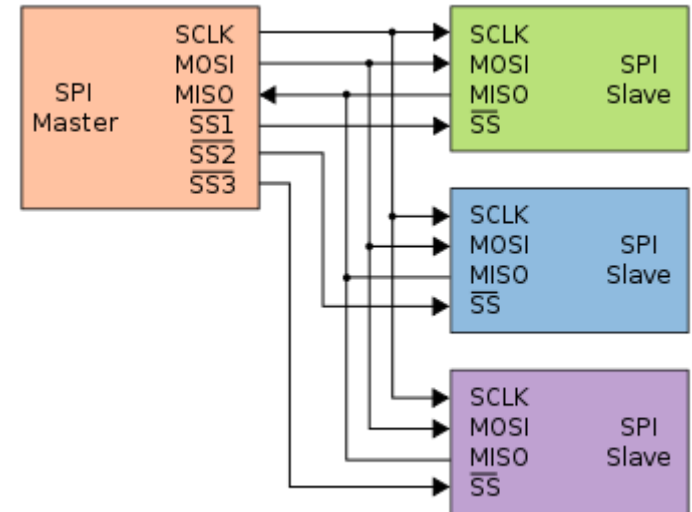 SPI
Master
SCLK
MOSI
MISO
SS1
SS2
SS3
SCLK
MOSI
MISO
SS
SPI
Slave
SCLK
MOSI
MISO
SS
SPI
Slave
SCLK
MOSI
MISO
SS
SPI
Slave